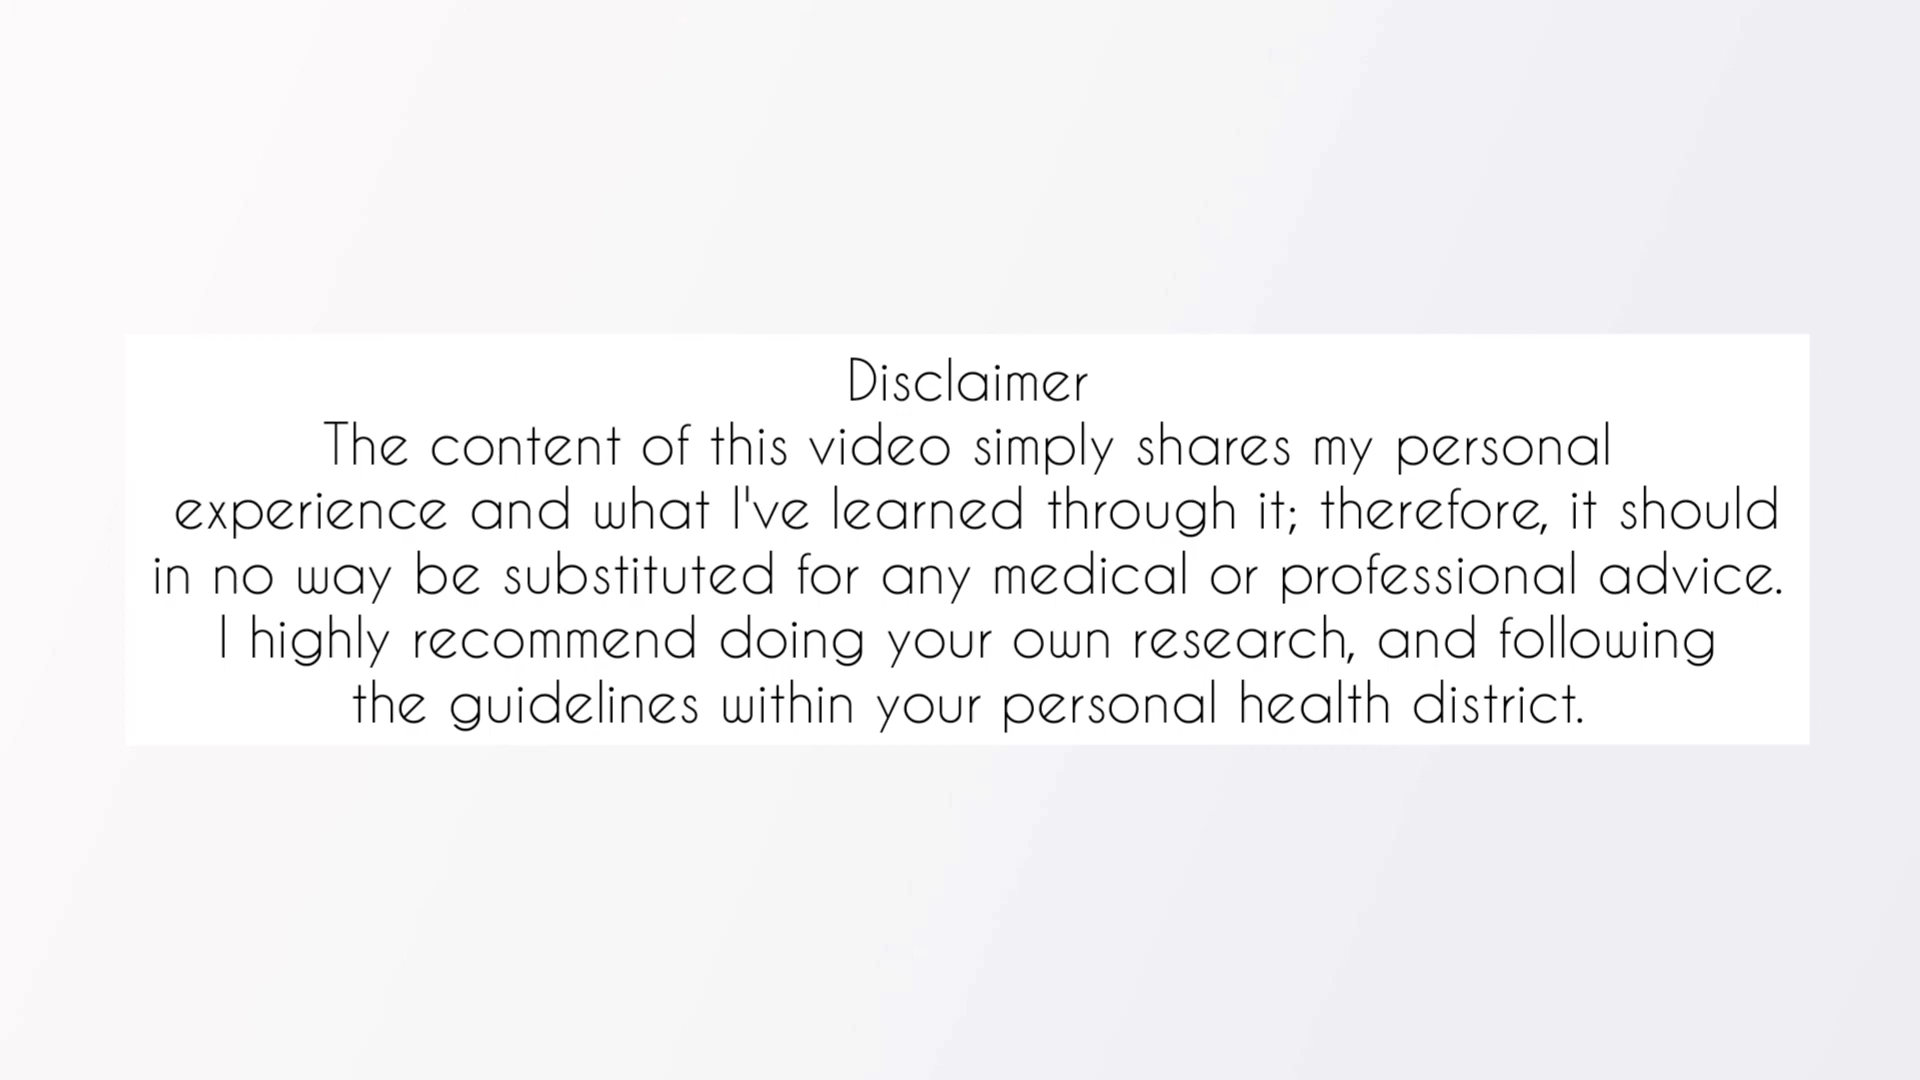 Disclaimer
The content of this video simply shares my personal
experience and what I've learned through it; therefore, it should
in no way be substituted for any medical or professional advice.
I highly recommend doing your own research, and following
the guidelines within your personal health district.